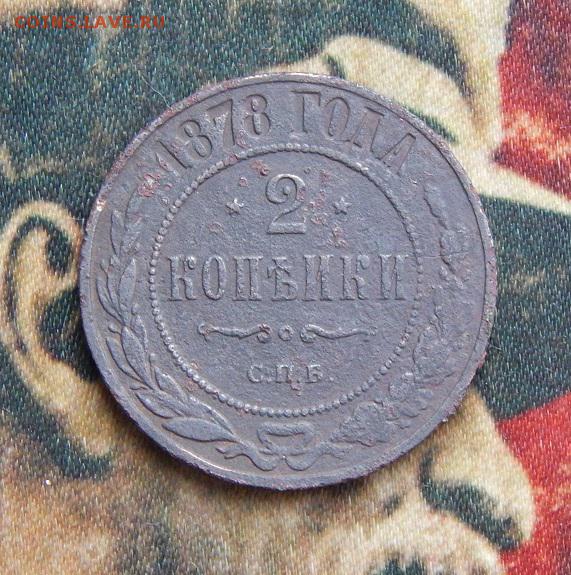 coins.lave.ru
1878 ГОДА
2
КОПѢЙКИ
С.П.Б.